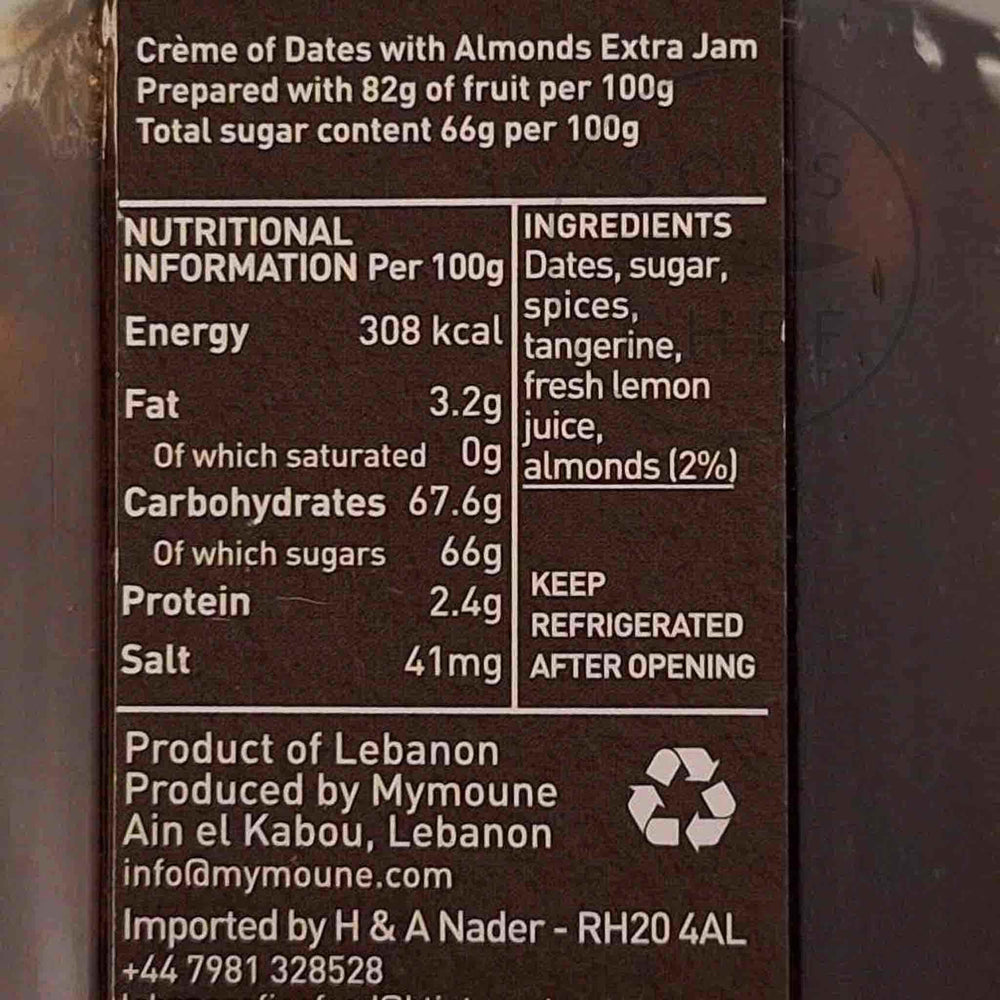 Crème of Dates with Almonds Extra Jam
Prepared with 82g of fruit per 100g
Total sugar content 66g per 100g
NUTRITIONAL
INFORMATION Per 100g
Energy 308 kcal
Fat 3.2g
Of which saturated 0g
Carbohydrates 67.6g
Of which sugars 66g
Protein 2.4g
Salt 41mg
INGREDIENTS
Dates, sugar,
spices,
tangerine,
fresh lemon
juice,
almonds (2%)
KEEP
REFRIGERATED
AFTER OPENING
Product of Lebanon
Produced by Mymoune
Ain el Kabou, Lebanon
info@mymoune.com
Imported by H & A Nader - RH20 4AL
+44 7981 328528